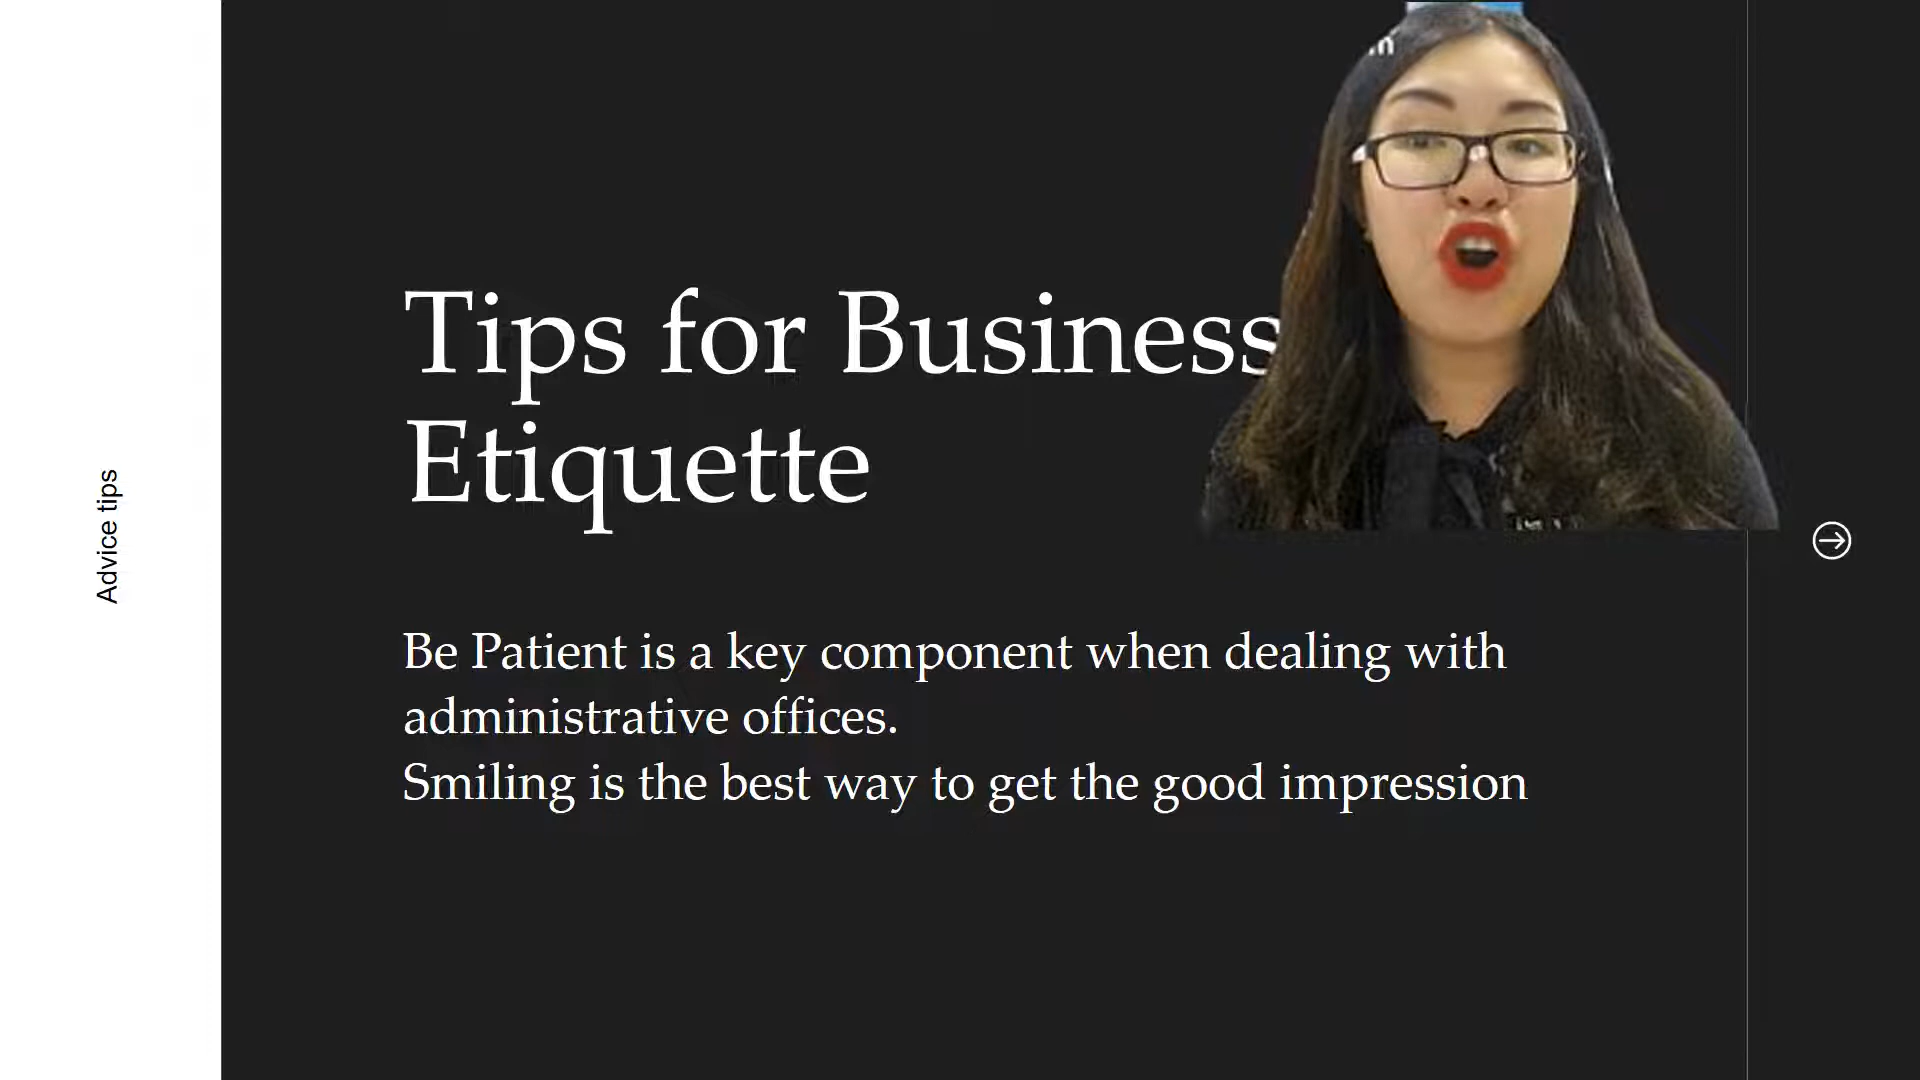 Advice tips
Tips for Business
Etiquette
Be Patient is a key component when dealing with
administrative offices.
Smiling is the best way to get the good impression